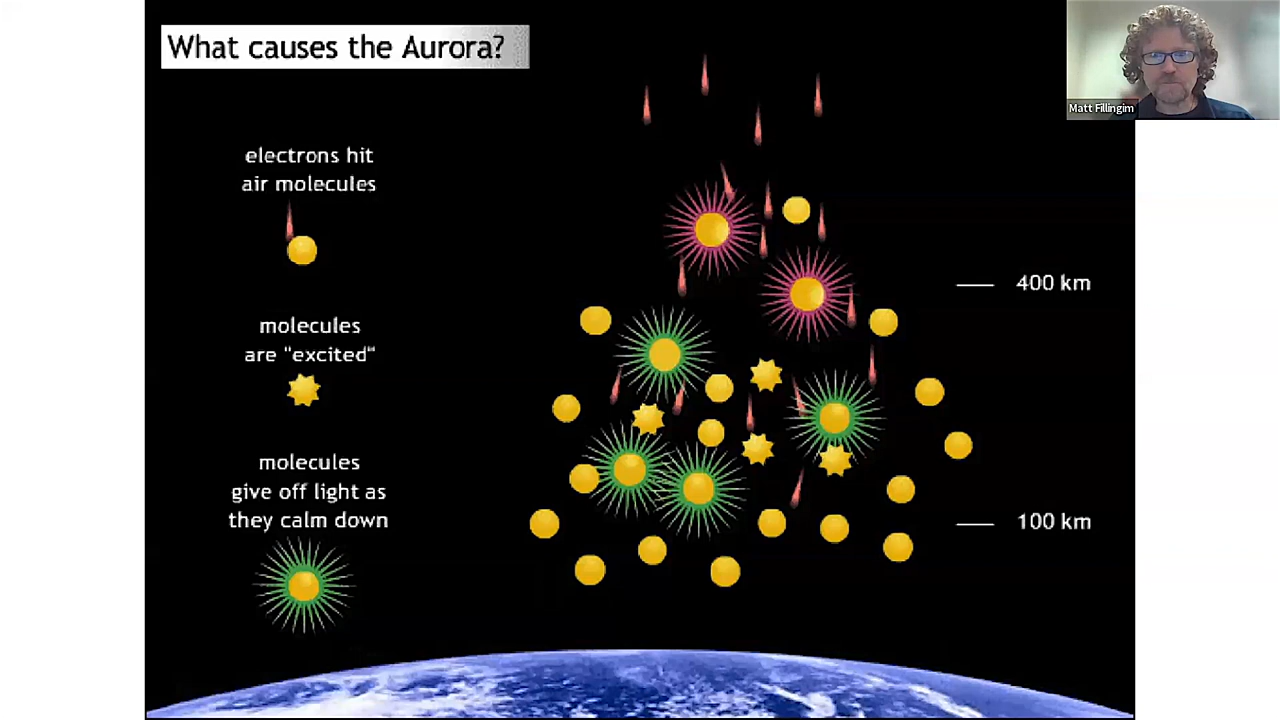 What causes the Aurora?
Matt Fillingim
electrons hit
air molecules
molecules
are "excited"
molecules
give off light as
they calm down
400 km
100 km